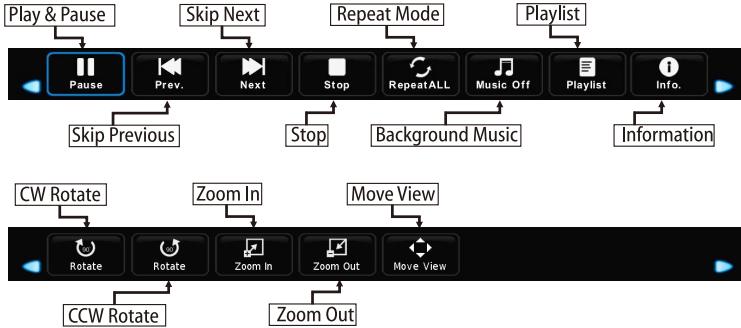 Play & Pause
Skip Next
Repeat Mode
Playlist
Pause
Prev.
Next
Stop
RepeatALL
Music Off
Playlist
Info.
Skip Previous
Stop
Background Music
Information
CW Rotate
Zoom In
Move View
90°
Rotate
90°
Rotate
Zoom In
Zoom Out
Move View
CCW Rotate
Zoom Out